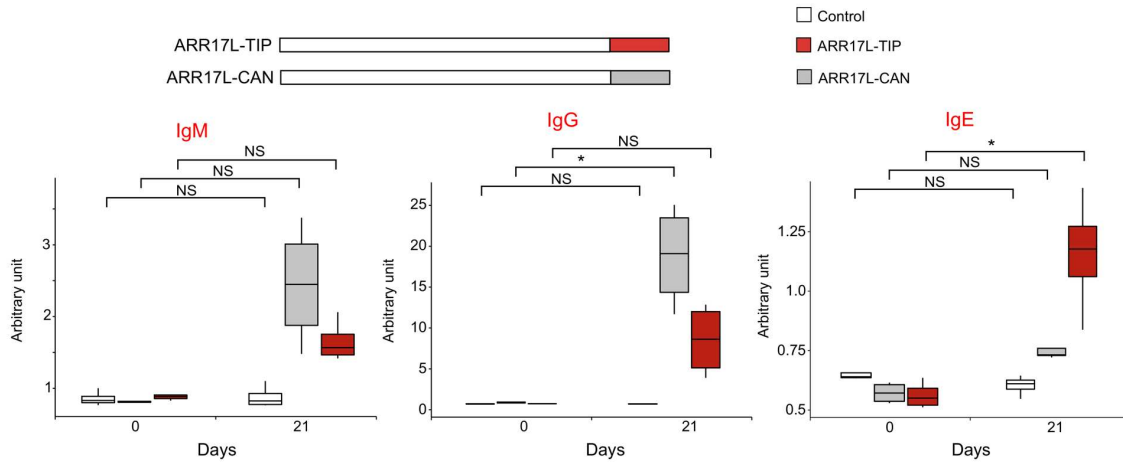 Control
ARR17L-TIP
ARR17L-TIP
ARR17L-CAN
ARR17L-CAN
IgM
NS
NS
NS
Arbitrary unit
3
2
1
0
21
Days
IgG
NS
*
NS
Arbitrary unit
25
20
15
10
5
0
0
21
Days
IgE
*
NS
NS
Arbitrary unit
1.25
1.0
0.75
0.5
0
21
Days